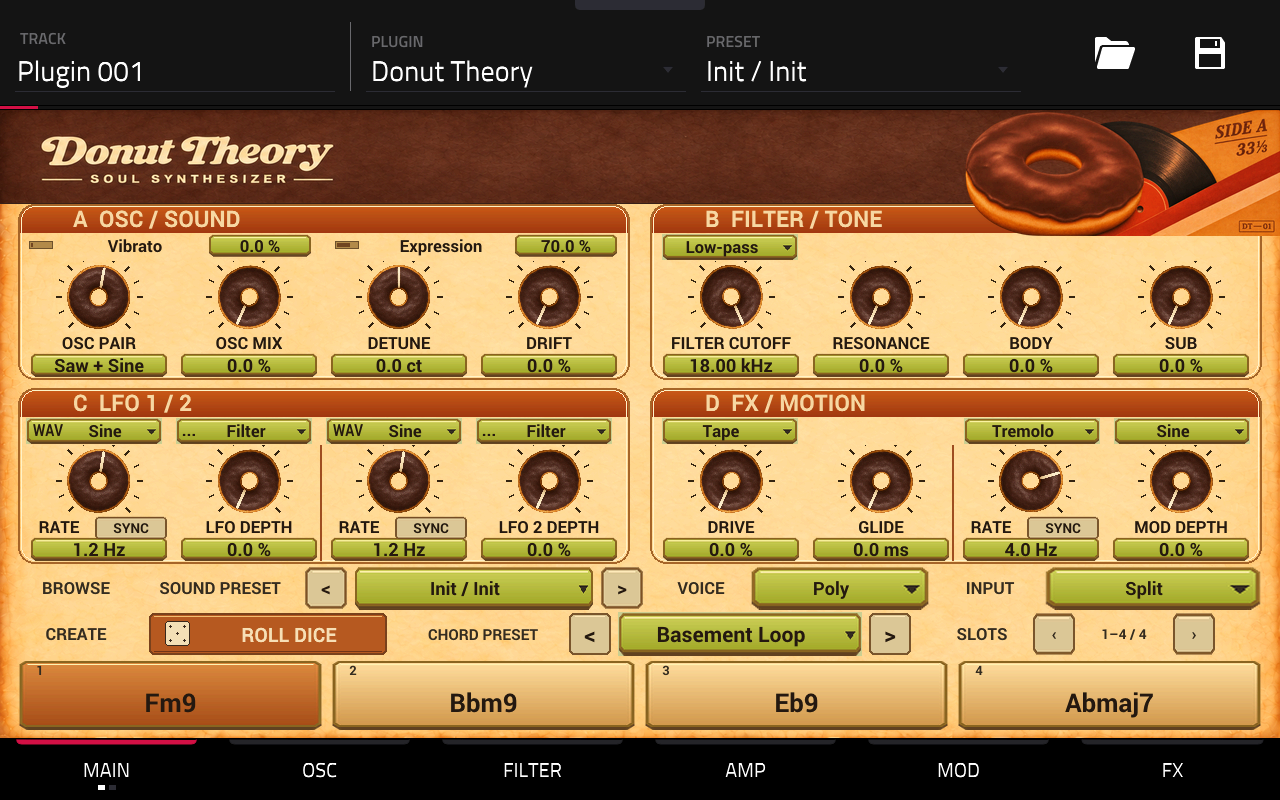 TRACK
Plugin 001
PLUGIN
Donut Theory
PRESET
Init / Init
Donut Theory
SOUL SYNTHESIZER
SIDE A
33⅓
DT—01
A OSC / SOUND
Vibrato 0.0 % Expression 70.0 %
OSC PAIR OSC MIX DETUNE DRIFT
Saw + Sine 0.0 % 0.0 ct 0.0 %
B FILTER / TONE
Low-pass
FILTER CUTOFF RESONANCE BODY SUB
18.00 kHz 0.0 % 0.0 % 0.0 %
C LFO 1 / 2
WAV Sine ... Filter WAV Sine ... Filter
RATE SYNC LFO DEPTH RATE SYNC LFO 2 DEPTH
1.2 Hz 0.0 % 1.2 Hz 0.0 %
D FX / MOTION
Tape Tremolo Sine
DRIVE GLIDE RATE SYNC MOD DEPTH
0.0 % 0.0 ms 4.0 Hz 0.0 %
BROWSE SOUND PRESET < Init / Init > VOICE Poly INPUT Split
CREATE ROLL DICE CHORD PRESET < Basement Loop > SLOTS ‹ 1–4 / 4 ›
1 2 3 4
Fm9 Bbm9 Eb9 Abmaj7
MAIN OSC FILTER AMP MOD FX